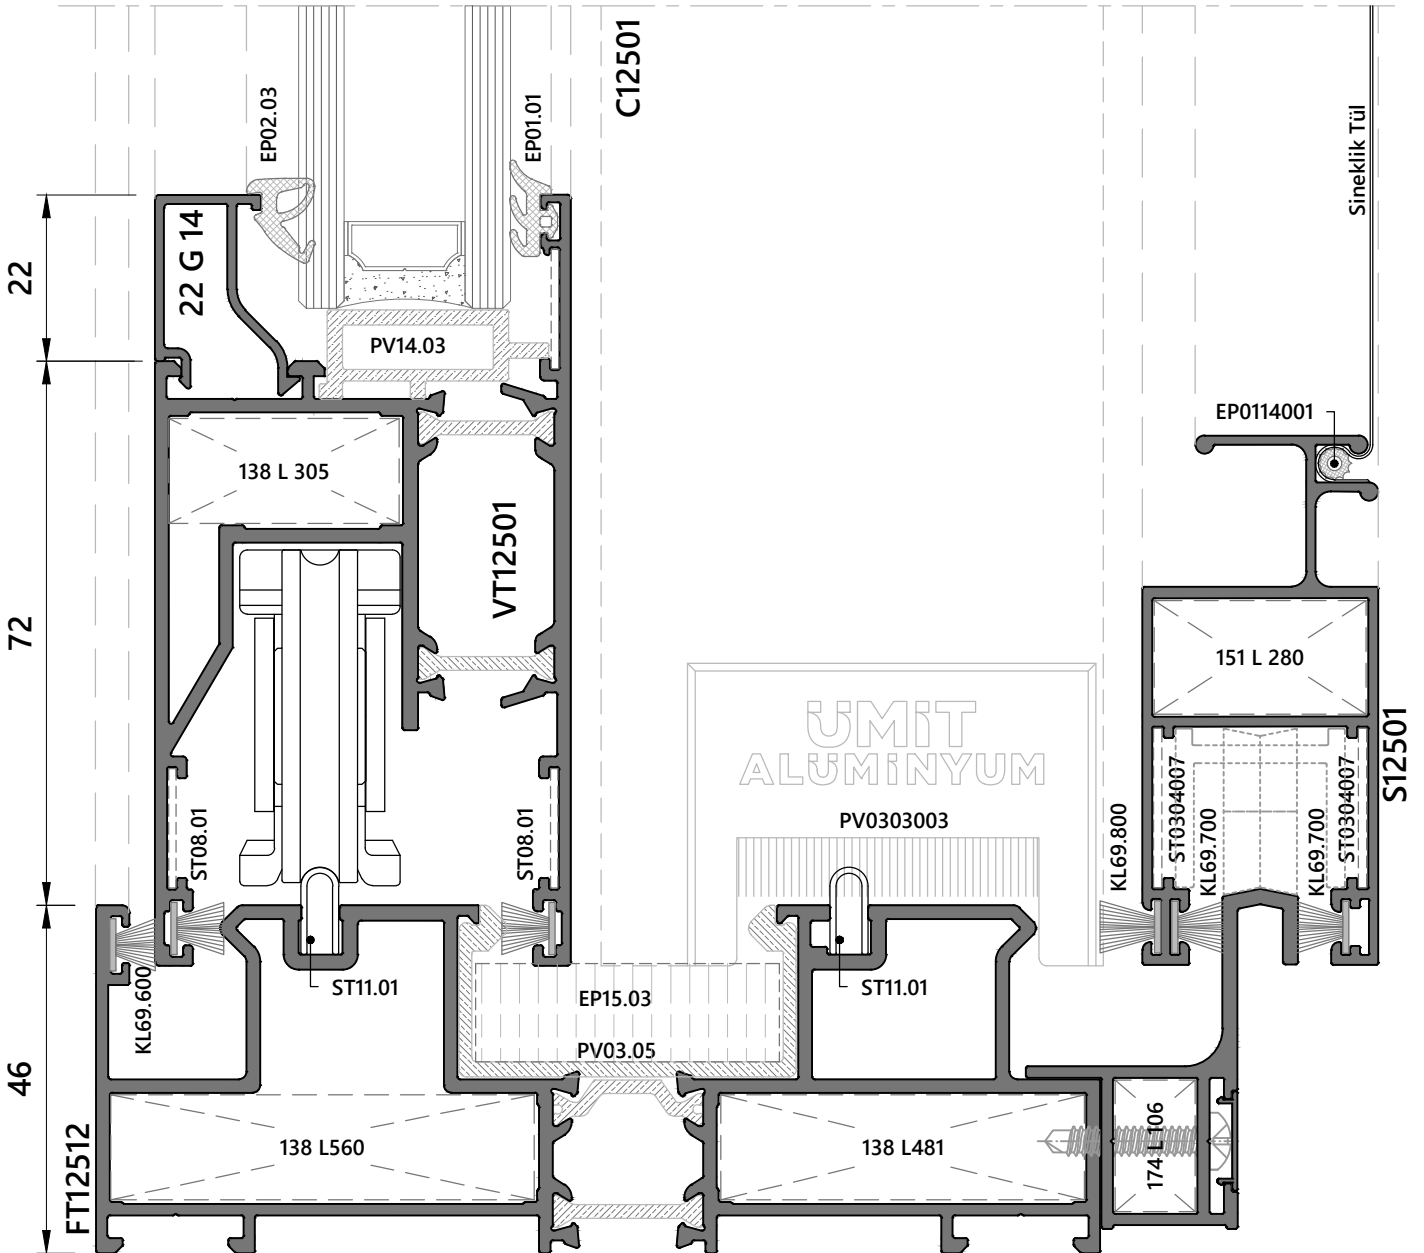 C12501
EP02.03
EP01.01
Sineklik Tül
22 G 14
22
PV14.03
EP0114001
138 L 305
VT12501
72
151 L 280
S12501
ÜMİT
ALÜMİNYUM
PV0303003
ST08.01
ST08.01
KL69.800
ST0304007
KL69.700
KL69.700
ST0304007
KL69.600
ST11.01
EP15.03
ST11.01
PV03.05
46
FT12512
138 L560
138 L481
174 L 106